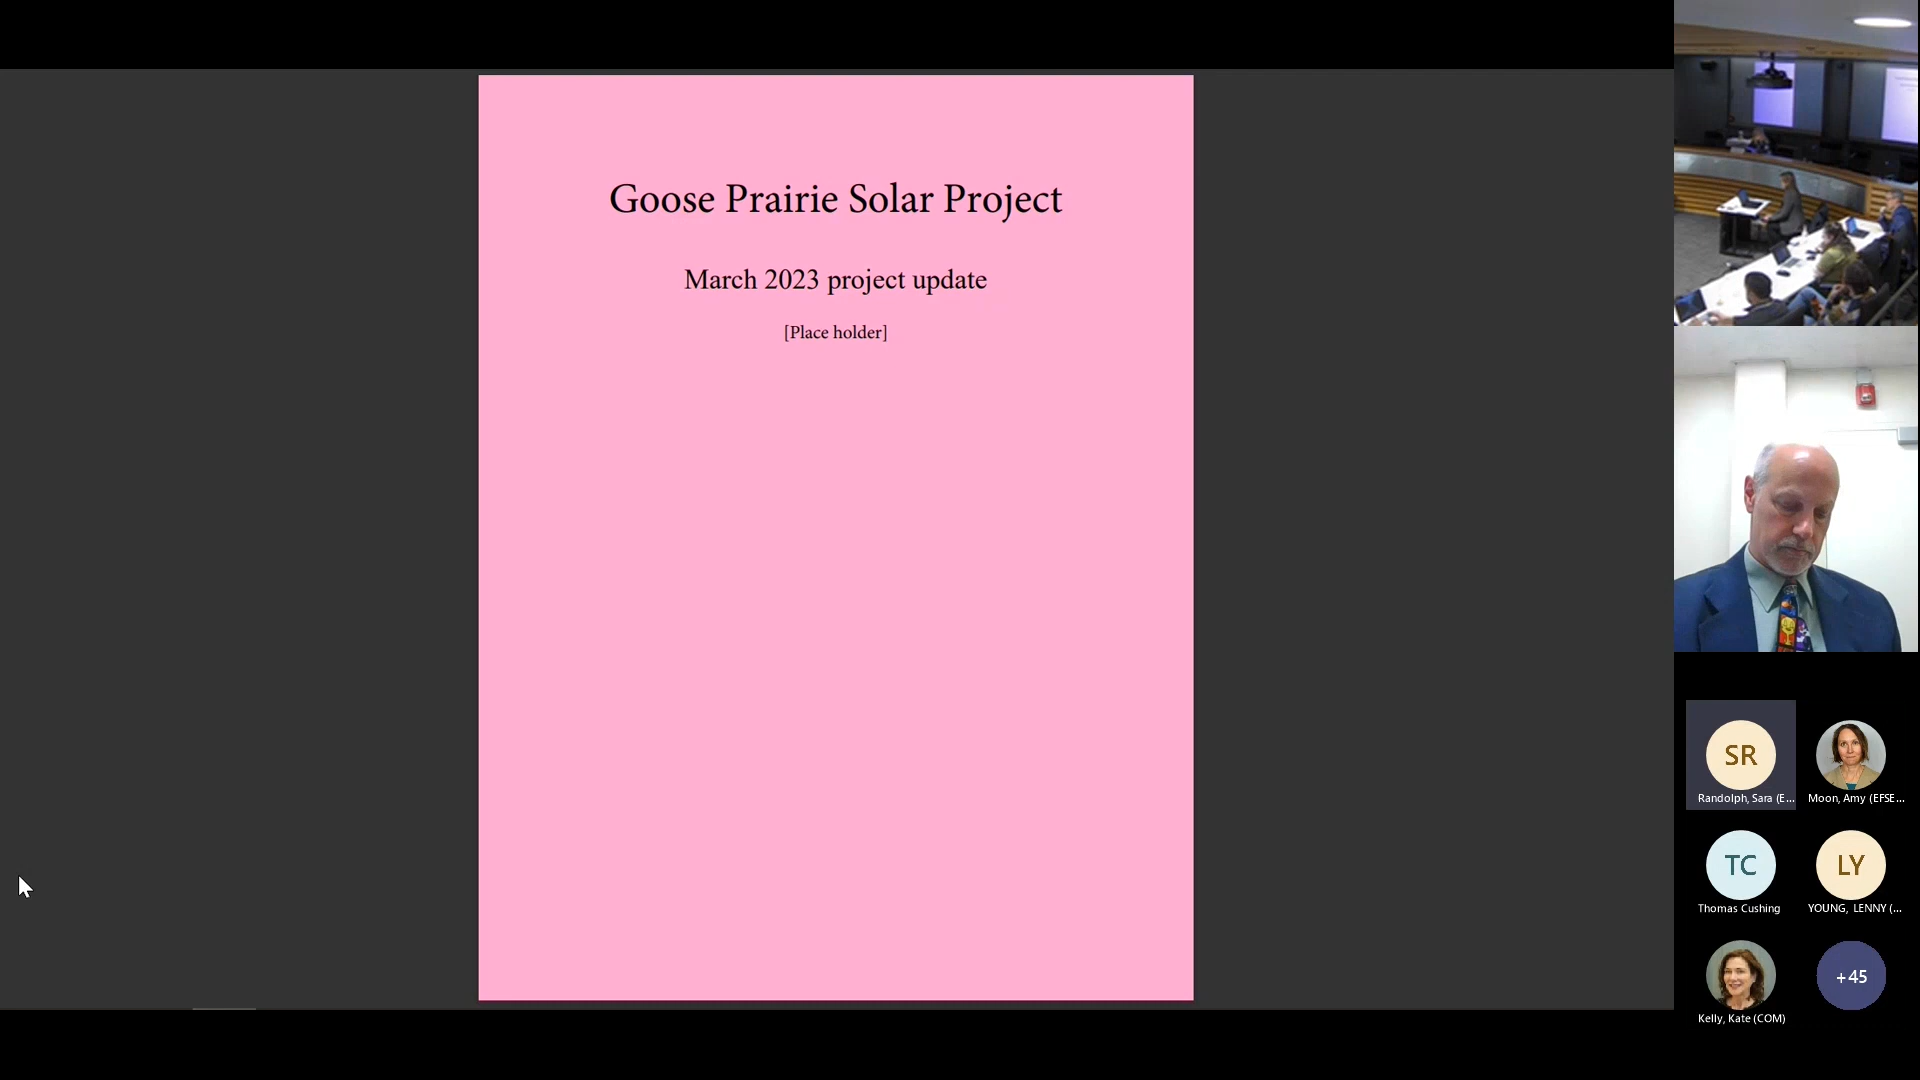 Goose Prairie Solar Project
March 2023 project update
[Place holder]
SR
Randolph, Sara (E...
Moon, Amy (EFSE...
TC
Thomas Cushing
LY
YOUNG, LENNY (...
Kelly, Kate (COM)
+45